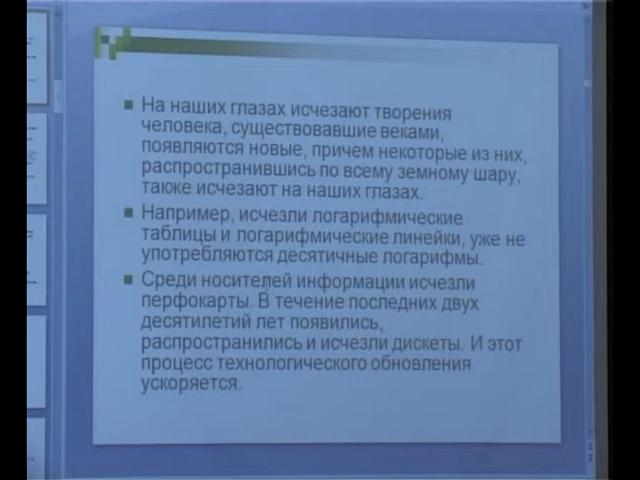 На наших глазах исчезают творения
человека, существовавшие веками,
появляются новые, причем некоторые из них,
распространившись по всему земному шару,
также исчезают на наших глазах.
Например, исчезли логарифмические
таблицы и логарифмические линейки, уже не
употребляются десятичные логарифмы.
Среди носителей информации исчезли
перфокарты. В течение последних двух
десятилетий лет появились,
распространились и исчезли дискеты. И этот
процесс технологического обновления
ускоряется.